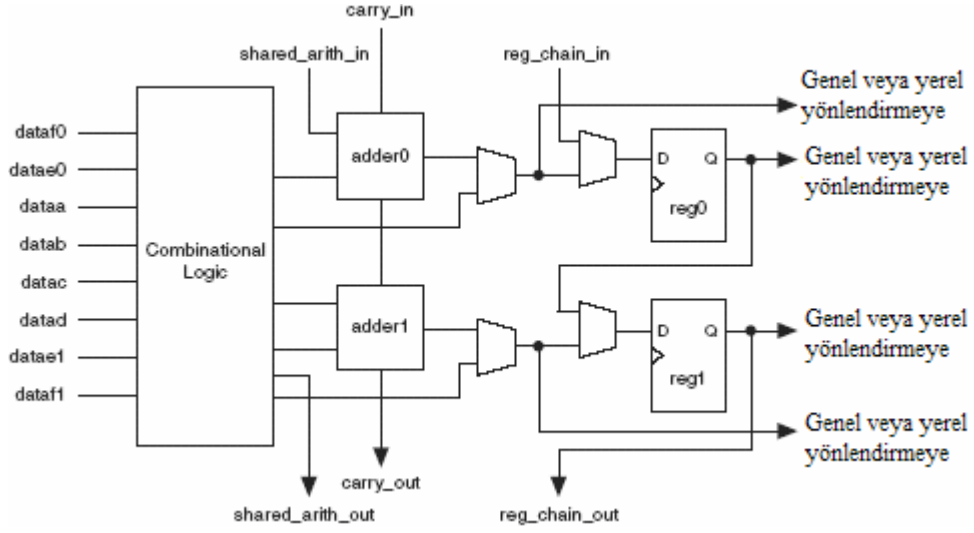 carry_in
shared_arith_in
reg_chain_in
Genel veya yerel
yönlendirmeye
dataf0
adder0
D Q
Genel veya yerel
yönlendirmeye
datae0
dataa
reg0
datab
Combinational
Logic
datac
datad
adder1
D Q
Genel veya yerel
yönlendirmeye
datae1
reg1
dataf1
Genel veya yerel
yönlendirmeye
carry_out
shared_arith_out
reg_chain_out